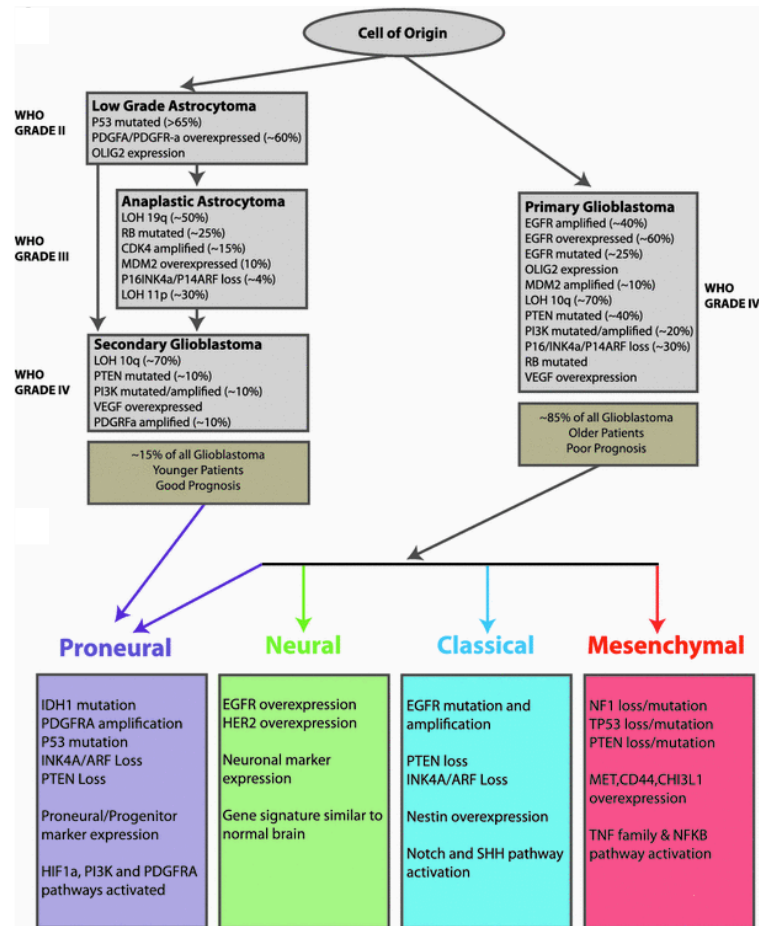 Cell of Origin
WHO
GRADE II
Low Grade Astrocytoma
P53 mutated (>65%)
PDGFA/PDGFR-a overexpressed (~60%)
OLIG2 expression
WHO
GRADE III
Anaplastic Astrocytoma
LOH 19q (~50%)
RB mutated (~25%)
CDK4 amplified (~15%)
MDM2 overexpressed (10%)
P16INK4a/P14ARF loss (~4%)
LOH 11p (~30%)
WHO
GRADE IV
Secondary Glioblastoma
LOH 10q (~70%)
PTEN mutated (~10%)
PI3K mutated/amplified (~10%)
VEGF overexpressed
PDGRFa amplified (~10%)
~15% of all Glioblastoma
Younger Patients
Good Prognosis
Primary Glioblastoma
EGFR amplified (~40%)
EGFR overexpressed (~60%)
EGFR mutated (~25%)
OLIG2 expression
MDM2 amplified (~10%)
LOH 10q (~70%)
PTEN mutated (~40%)
PI3K mutated/amplified (~20%)
P16/INK4a/P14ARF loss (~30%)
RB mutated
VEGF overexpression
WHO
GRADE IV
~85% of all Glioblastoma
Older Patients
Poor Prognosis
Proneural
IDH1 mutation
PDGFRA amplification
P53 mutation
INK4A/ARF Loss
PTEN Loss
Proneural/Progenitor
marker expression
HIF1a, PI3K and PDGFRA
pathways activated
Neural
EGFR overexpression
HER2 overexpression
Neuronal marker
expression
Gene signature similar to
normal brain
Classical
EGFR mutation and
amplification
PTEN loss
INK4A/ARF Loss
Nestin overexpression
Notch and SHH pathway
activation
Mesenchymal
NF1 loss/mutation
TP53 loss/mutation
PTEN loss/mutation
MET,CD44,CHI3L1
overexpression
TNF family & NFKB
pathway activation